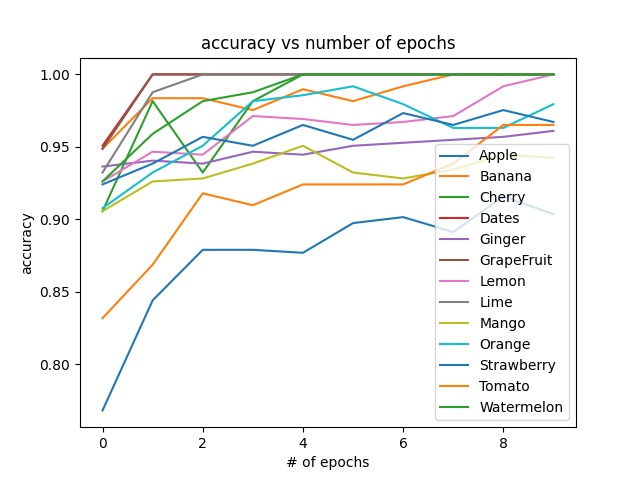 accuracy vs number of epochs
accuracy
1.00
0.95
0.90
0.85
0.80
Apple
Banana
Cherry
Dates
Ginger
GrapeFruit
Lemon
Lime
Mango
Orange
Strawberry
Tomato
Watermelon
0 2 4 6 8
# of epochs